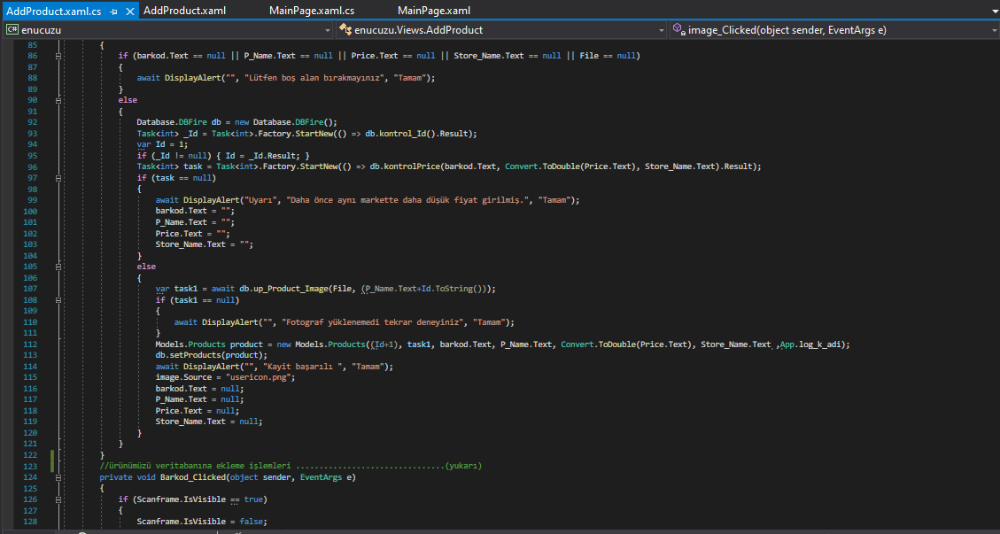 AddProduct.xaml.cs AddProduct.xaml MainPage.xaml.cs MainPage.xaml
C# enucuzu enucuzu.Views.AddProduct image_Clicked(object sender, EventArgs e)
85 {
86 if (barkod.Text == null || P_Name.Text == null || Price.Text == null || Store_Name.Text == null || File == null)
87 {
88 await DisplayAlert("", "Lütfen boş alan bırakmayınız", "Tamam");
89 }
90 else
91 {
92 Database.DBFire db = new Database.DBFire();
93 Task<int> _Id = Task<int>.Factory.StartNew(() => db.kontrol_Id().Result);
94 var Id = 1;
95 if (_Id != null) { Id = _Id.Result; }
96 Task<int> task = Task<int>.Factory.StartNew(() => db.kontrolPrice(barkod.Text, Convert.ToDouble(Price.Text), Store_Name.Text).Result);
97 if (task == null)
98 {
99 await DisplayAlert("Uyarı", "Daha önce aynı markette daha düşük fiyat girilmiş.", "Tamam");
100 barkod.Text = "";
101 P_Name.Text = "";
102 Price.Text = "";
103 Store_Name.Text = "";
104 }
105 else
106 {
107 var task1 = await db.up_Product_Image(File, (P_Name.Text+Id.ToString()));
108 if (task1 == null)
109 {
110 await DisplayAlert("", "Fotograf yüklenemedi tekrar deneyiniz", "Tamam");
111 }
112 Models.Products product = new Models.Products((Id+1), task1, barkod.Text, P_Name.Text, Convert.ToDouble(Price.Text), Store_Name.Text ,App.log_k_adi);
113 db.setProducts(product);
114 await DisplayAlert("", "Kayit başarılı ", "Tamam");
115 image.Source = "usericon.png";
116 barkod.Text = null;
117 P_Name.Text = null;
118 Price.Text = null;
119 Store_Name.Text = null;
120 }
121 }
122 }
123 //ürünümüzü veritabanına ekleme işlemleri ................................(yukarı)
124 private void Barkod_Clicked(object sender, EventArgs e)
125 {
126 if (Scanframe.IsVisible == true)
127 {
128 Scanframe.IsVisible = false;